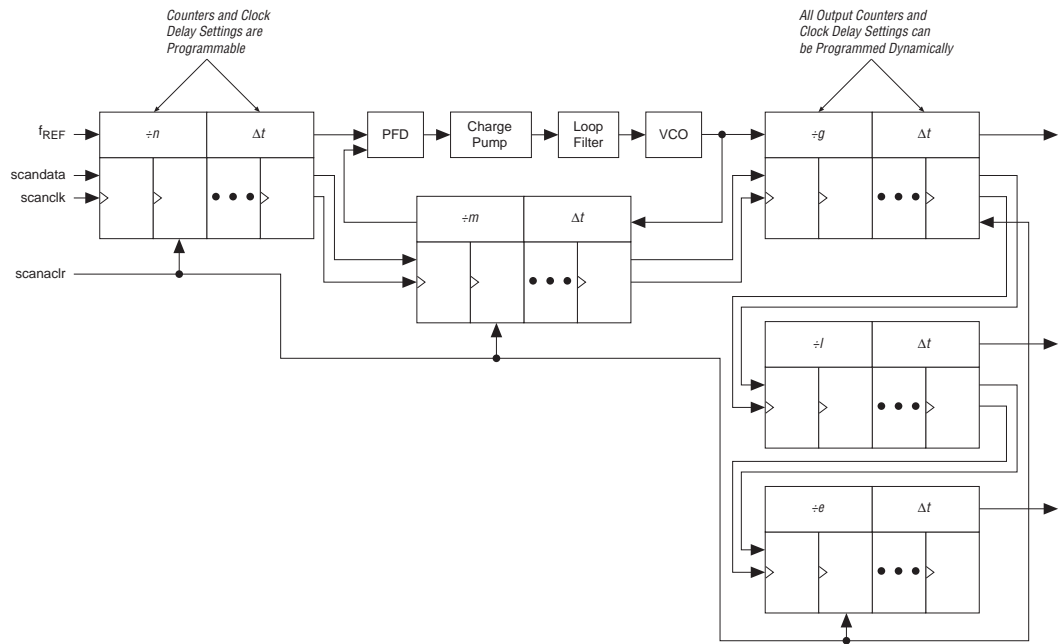 Counters and Clock
Delay Settings are
Programmable
All Output Counters and
Clock Delay Settings can
be Programmed Dynamically
fREF
÷n
Δt
PFD
Charge
Pump
Loop
Filter
VCO
÷g
Δt
scandata
scanclk
÷m
Δt
scanaclr
÷l
Δt
÷e
Δt